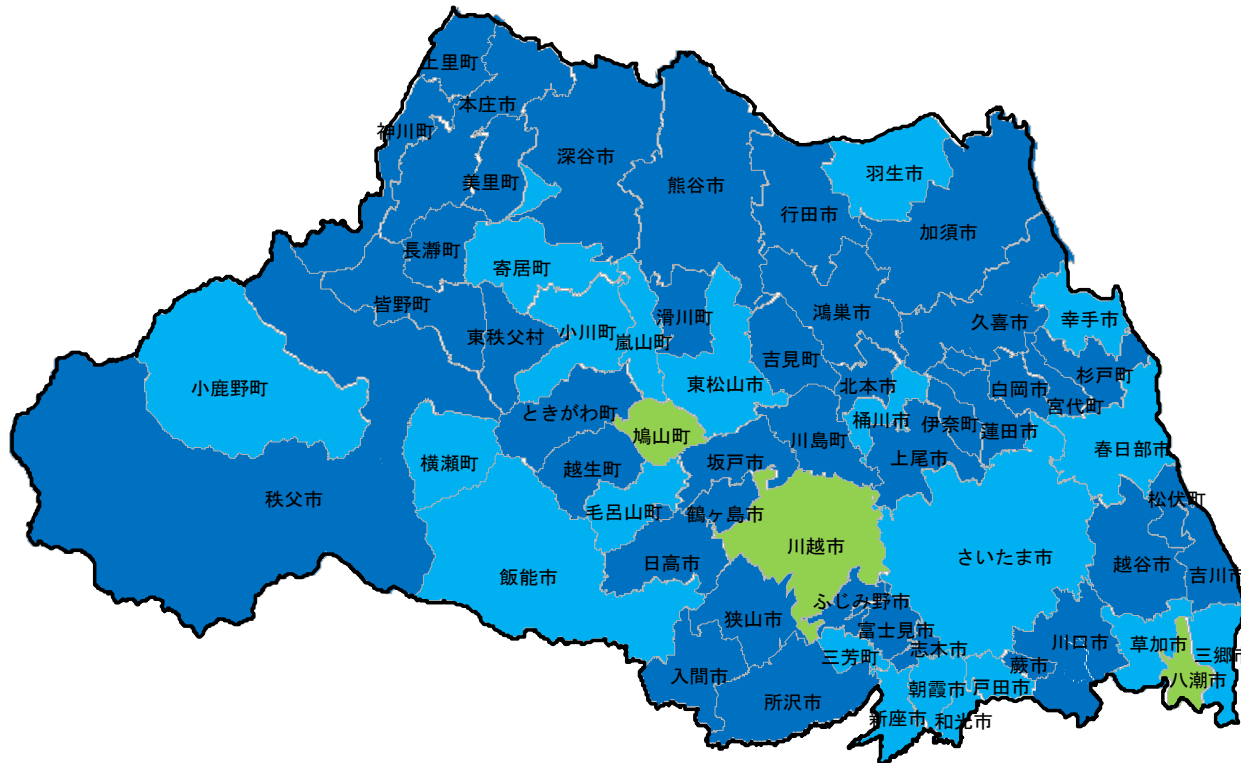 上里町
本庄市
神川町
深谷市
美里町
熊谷市
羽生市
行田市
加須市
長瀞町
寄居町
皆野町
滑川町
鴻巣市
久喜市
幸手市
東秩父村
小川町
嵐山町
吉見町
小鹿野町
東松山市
北本市
白岡市
杉戸町
宮代町
ときがわ町
桶川市
伊奈町
蓮田市
鳩山町
川島町
春日部市
横瀬町
越生町
坂戸市
上尾市
秩父市
松伏町
毛呂山町
鶴ヶ島市
川越市
さいたま市
日高市
越谷市
飯能市
吉川市
ふじみ野市
狭山市
富士見市
川口市
草加市
三芳町
志木市
三郷市
蕨市
入間市
八潮市
朝霞市
戸田市
所沢市
新座市
和光市